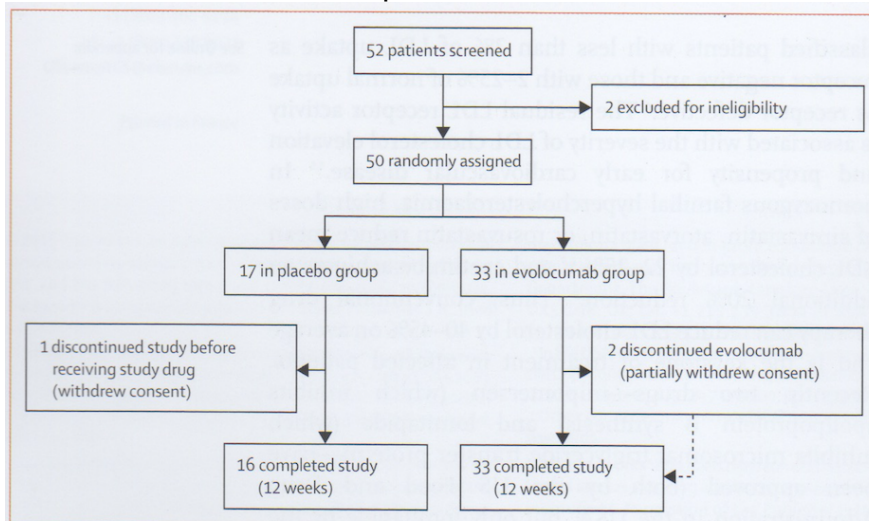 52 patients screened
2 excluded for ineligibility
50 randomly assigned
17 in placebo group
33 in evolocumab group
1 discontinued study before
receiving study drug
(withdrew consent)
2 discontinued evolocumab
(partially withdrew consent)
16 completed study
(12 weeks)
33 completed study
(12 weeks)